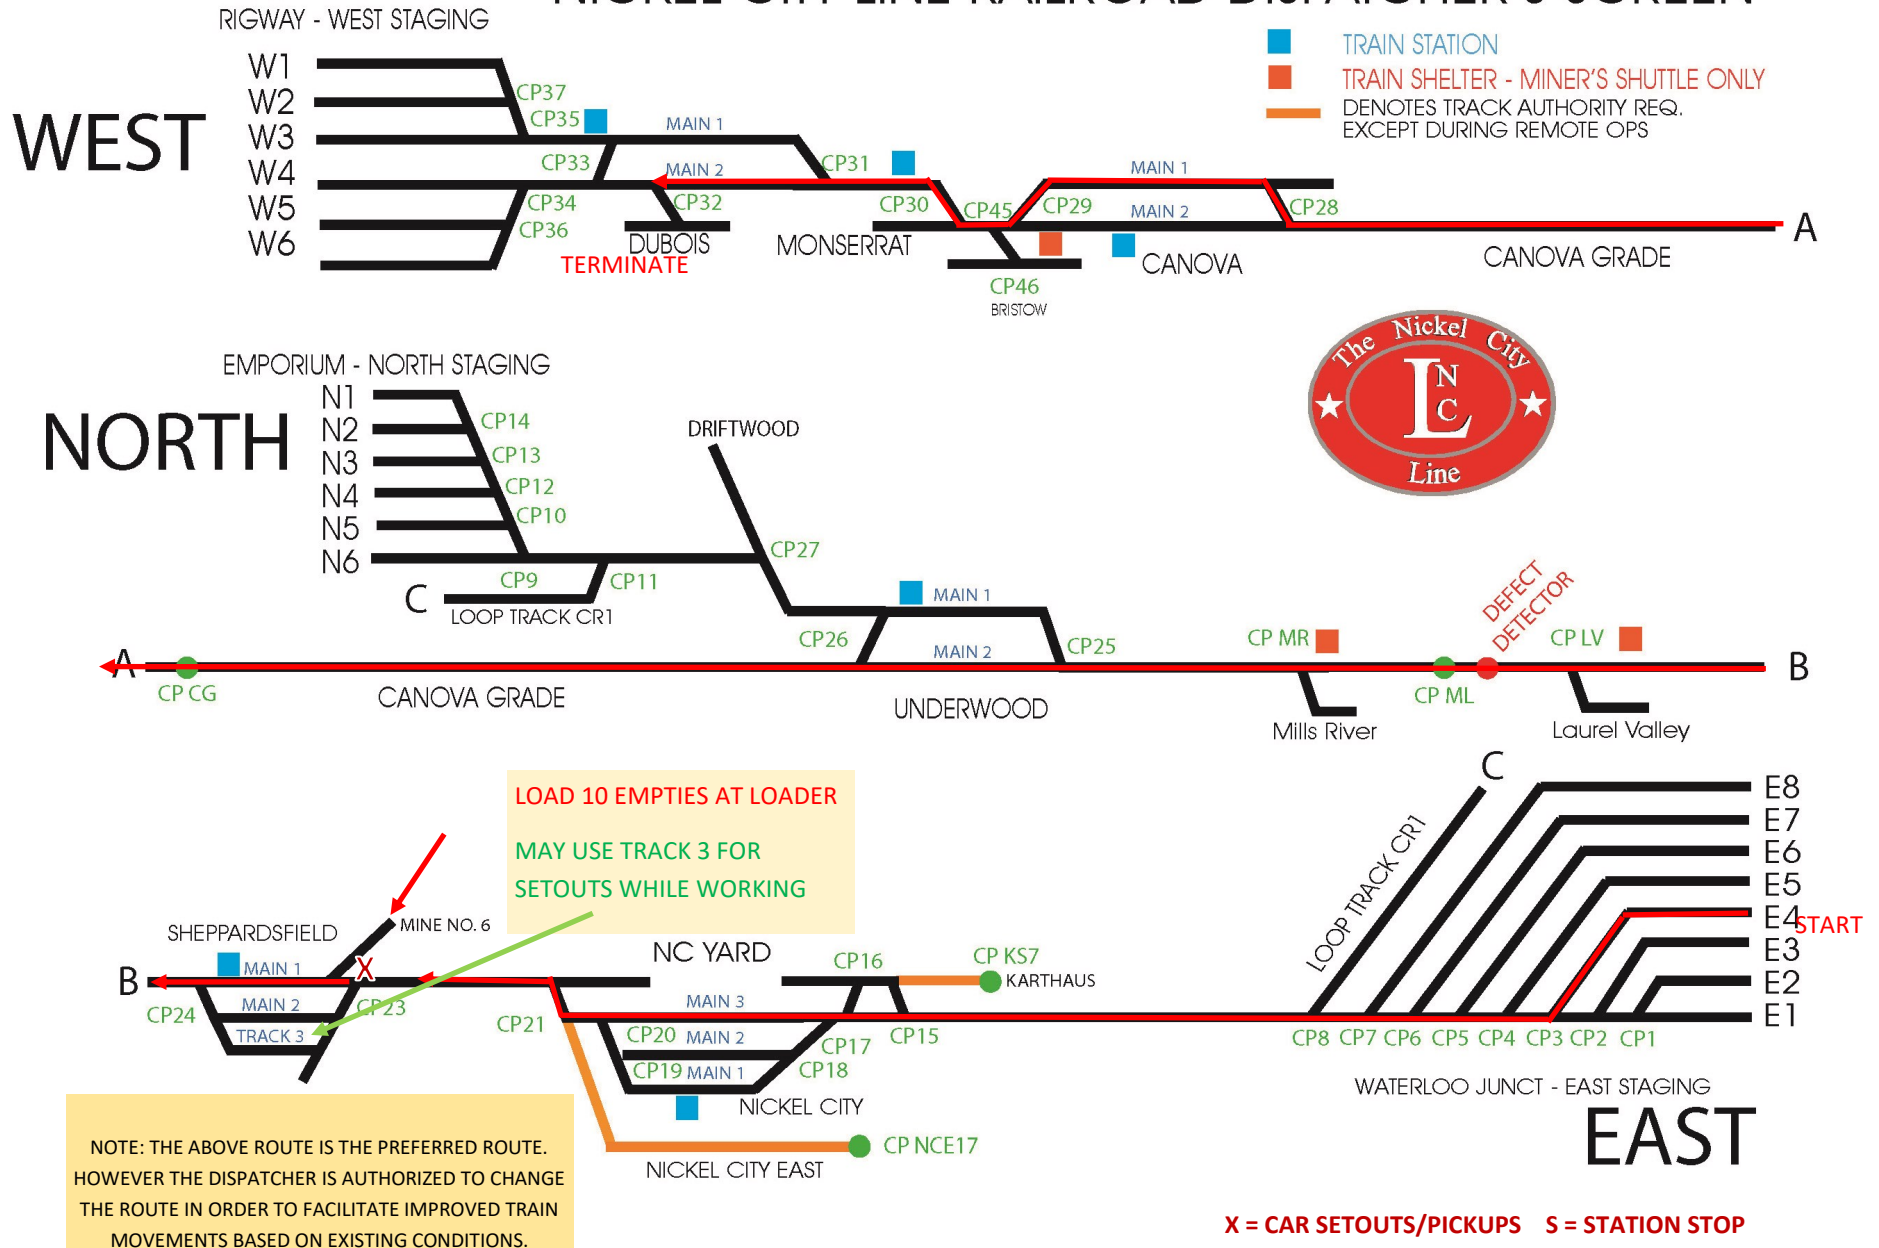 NICKEL CITY LINE RAILROAD DISPATCHER'S SCREEN
RIGWAY - WEST STAGING
TRAIN STATION
TRAIN SHELTER - MINER'S SHUTTLE ONLY
DENOTES TRACK AUTHORITY REQ.
EXCEPT DURING REMOTE OPS
WEST
W1
W2
W3
W4
W5
W6
CP37
CP35
CP33
CP34
CP36
MAIN 1
MAIN 2
CP32
DUBOIS
TERMINATE
CP31
CP30
MONSERRAT
CP45
CP29
MAIN 1
MAIN 2
CP28
CP46
BRISTOW
CANOVA
CANOVA GRADE
A
The Nickel City
L N C
Line
EMPORIUM - NORTH STAGING
NORTH
N1
N2
N3
N4
N5
N6
CP14
CP13
CP12
CP10
CP9
CP11
C
LOOP TRACK CR1
DRIFTWOOD
CP27
CP26
MAIN 1
MAIN 2
CP25
A
CP CG
CANOVA GRADE
UNDERWOOD
CP MR
Mills River
CP ML
DEFECT
DETECTOR
CP LV
Laurel Valley
B
LOAD 10 EMPTIES AT LOADER
MAY USE TRACK 3 FOR
SETOUTS WHILE WORKING
SHEPPARDSFIELD
MINE NO. 6
X
B
MAIN 1
MAIN 2
TRACK 3
CP24
CP23
CP21
NC YARD
MAIN 3
CP20
MAIN 2
CP19
MAIN 1
CP18
CP17
CP16
CP15
CP KS7
KARTHAUS
NICKEL CITY
CP NCE17
NICKEL CITY EAST
C
LOOP TRACK CR1
E8
E7
E6
E5
E4
START
E3
E2
E1
CP8
CP7
CP6
CP5
CP4
CP3
CP2
CP1
WATERLOO JUNCT - EAST STAGING
EAST
NOTE: THE ABOVE ROUTE IS THE PREFERRED ROUTE.
HOWEVER THE DISPATCHER IS AUTHORIZED TO CHANGE
THE ROUTE IN ORDER TO FACILITATE IMPROVED TRAIN
MOVEMENTS BASED ON EXISTING CONDITIONS.
X = CAR SETOUTS/PICKUPS S = STATION STOP